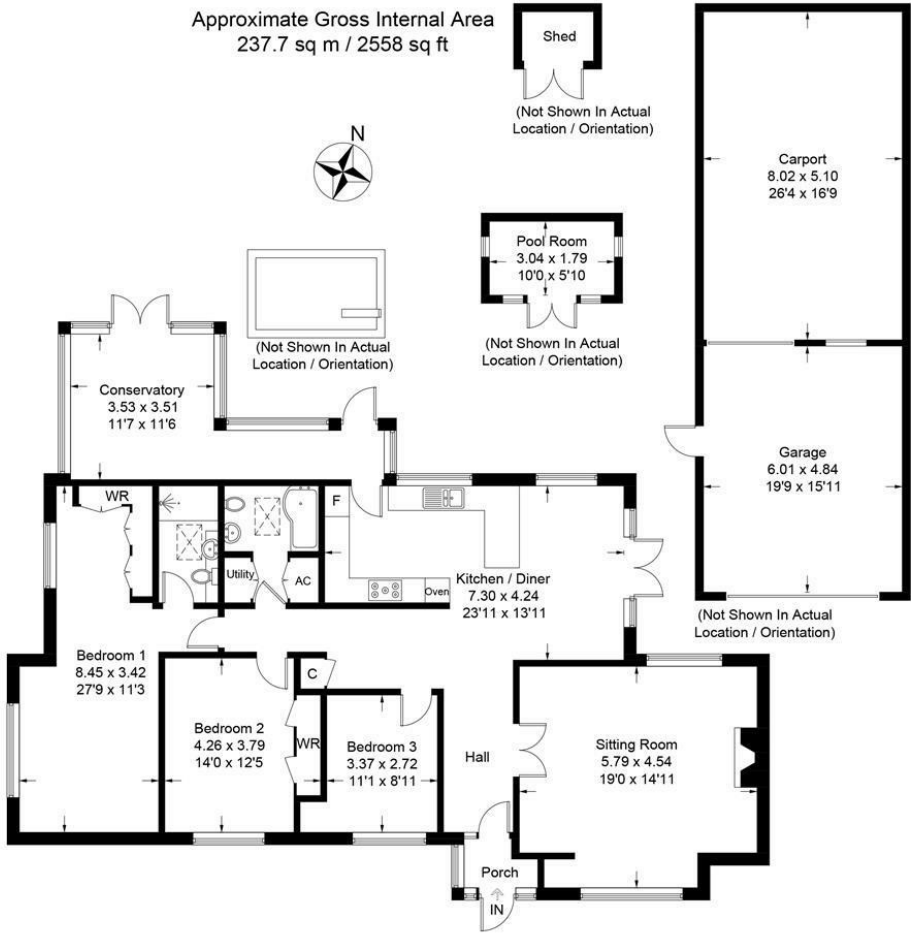 Approximate Gross Internal Area
237.7 sq m / 2558 sq ft
Shed
(Not Shown In Actual
Location / Orientation)
N
Carport
8.02 x 5.10
26'4 x 16'9
Pool Room
3.04 x 1.79
10'0 x 5'10
(Not Shown In Actual
Location / Orientation)
(Not Shown In Actual
Location / Orientation)
Conservatory
3.53 x 3.51
11'7 x 11'6
Garage
6.01 x 4.84
19'9 x 15'11
(Not Shown In Actual
Location / Orientation)
WR
F
Utility
AC
Oven
Kitchen / Diner
7.30 x 4.24
23'11 x 13'11
Bedroom 1
8.45 x 3.42
27'9 x 11'3
C
Bedroom 2
4.26 x 3.79
14'0 x 12'5
WR
Bedroom 3
3.37 x 2.72
11'1 x 8'11
Hall
Sitting Room
5.79 x 4.54
19'0 x 14'11
Porch
IN